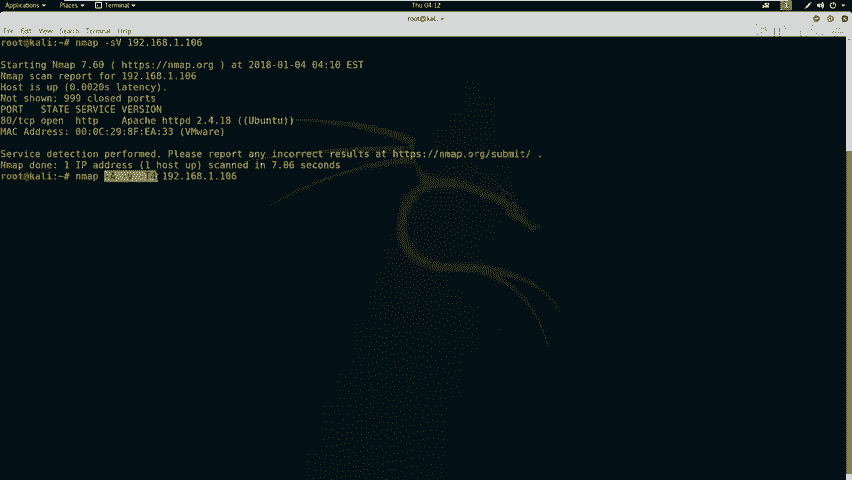 Applications Places Terminal Thu 04:12
root@kali: ~
File Edit View Search Terminal Help
root@kali:~# nmap -sV 192.168.1.106
Starting Nmap 7.60 ( https://nmap.org ) at 2018-01-04 04:10 EST
Nmap scan report for 192.168.1.106
Host is up (0.0020s latency).
Not shown: 999 closed ports
PORT STATE SERVICE VERSION
80/tcp open http Apache httpd 2.4.18 ((Ubuntu))
MAC Address: 00:0C:29:8F:EA:33 (VMware)
Service detection performed. Please report any incorrect results at https://nmap.org/submit/ .
Nmap done: 1 IP address (1 host up) scanned in 7.06 seconds
root@kali:~# nmap 192.168.1.106